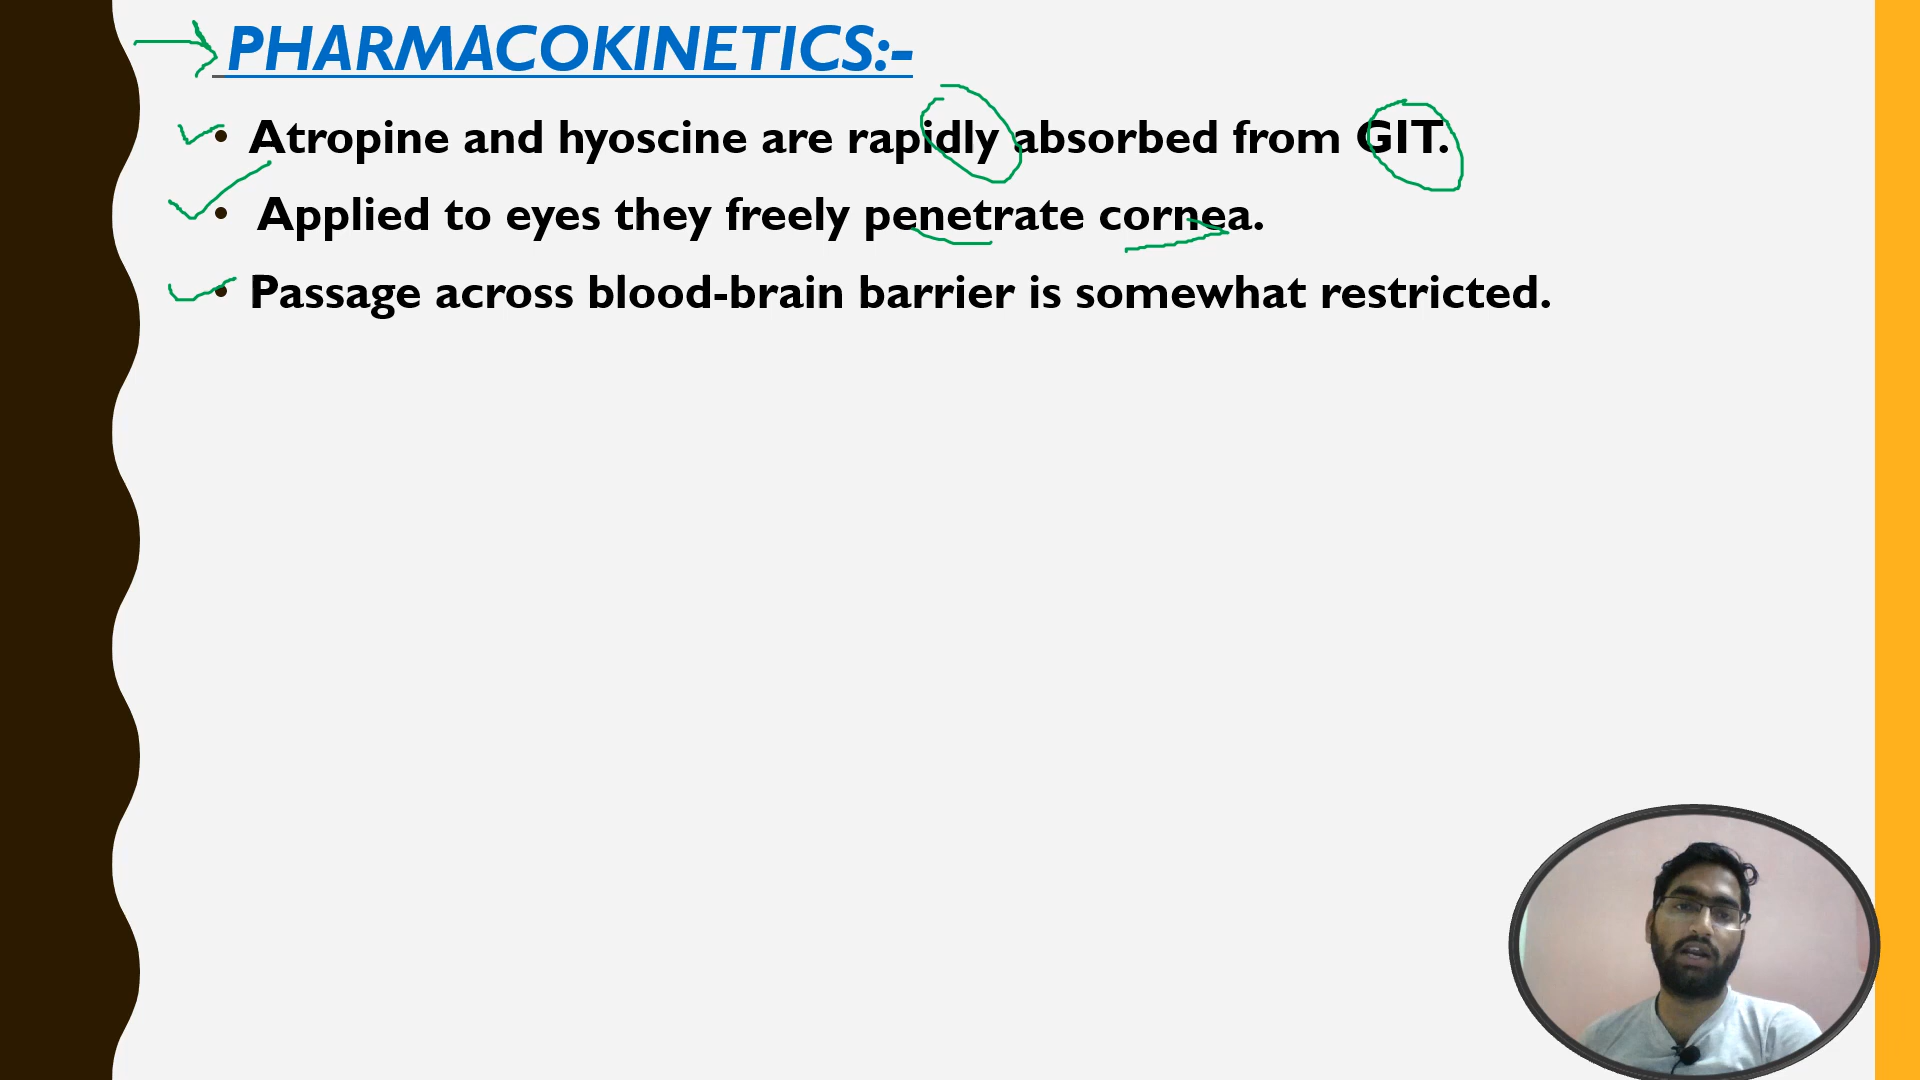 PHARMACOKINETICS:-
• Atropine and hyoscine are rapidly absorbed from GIT.
• Applied to eyes they freely penetrate cornea.
• Passage across blood-brain barrier is somewhat restricted.